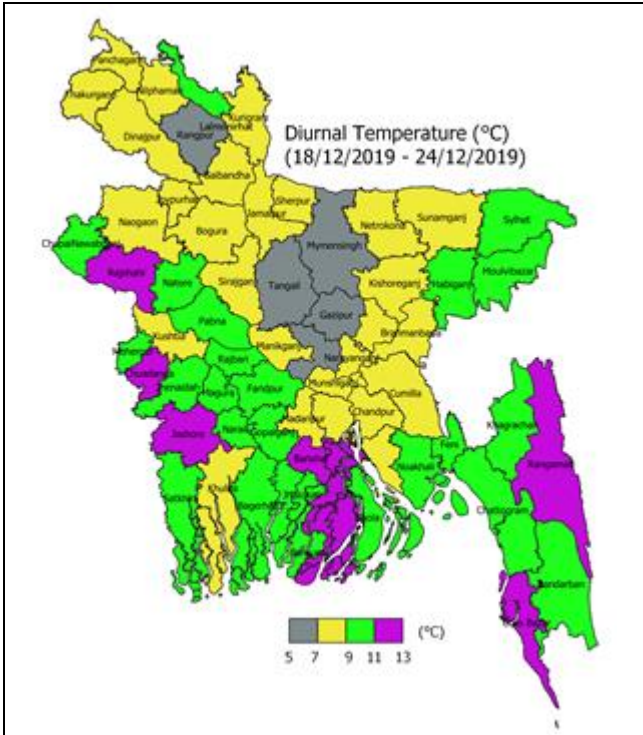 Panchagarh
Thakurgaon
Nilphamari
Lalmonirhat
Kurigram
Dinajpur
Rangpur
Diurnal Temperature (°C)
(18/12/2019 - 24/12/2019)
Gaibandha
Joypurhat
Sherpur
Naogaon
Bogura
Jamalpur
Mymensingh
Netrokona
Sunamganj
Sylhet
ChapaiNawabganj
Rajshahi
Natore
Sirajganj
Tangail
Kishoreganj
Habiganj
Moulvibazar
Gazipur
Pabna
Kushtia
Manikganj
Narayanganj
Brahmanbaria
Meherpur
Chuadanga
Rajbari
Jhenaidah
Magura
Faridpur
Munshiganj
Cumilla
Jashore
Narail
Gopalganj
Madaripur
Chandpur
Khagrachari
Barishal
Noakhali
Feni
Rangamati
Satkhira
Khulna
Bagerhat
Bhola
Chattogram
Bandarban
(°C)
5 7 9 11 13